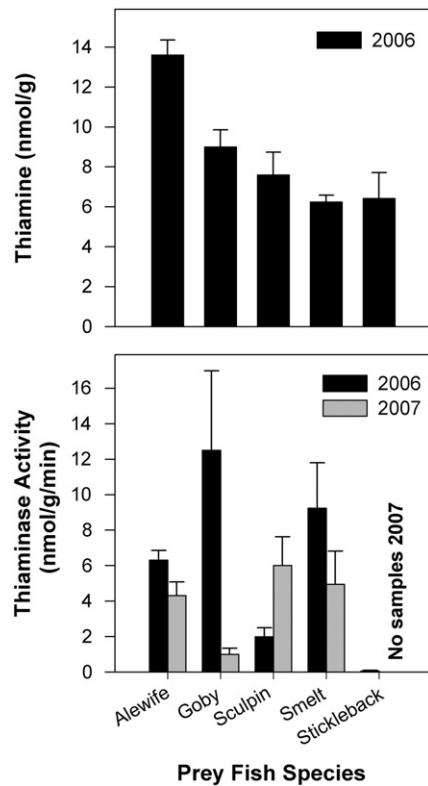 2006
Thiamine (nmol/g)
14
12
10
8
6
4
2
0
2006
2007
Thiaminase Activity
(nmol/g/min)
16
14
12
10
8
6
4
2
0
No samples 2007
Alewife
Goby
Sculpin
Smelt
Stickleback
Prey Fish Species